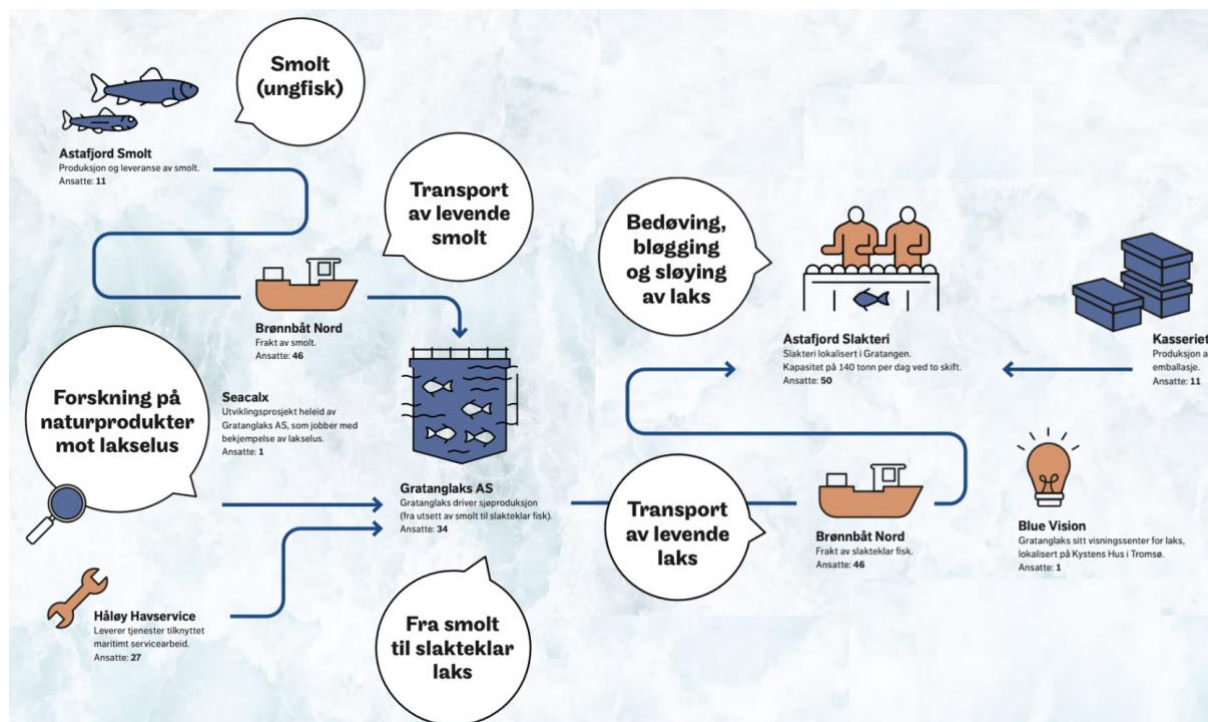 Smolt
(ungfisk)
Astafjord Smolt
Produksjon og leveranse av smolt.
Ansatte: 11
Transport
av levende
smolt
Brønnbåt Nord
Frakt av smolt.
Ansatte: 46
Forskning på
naturprodukter
mot lakselus
Seacalx
Utviklingsprosjekt heleid av
Gratanglaks AS, som jobber med
bekjempelse av lakselus.
Ansatte: 1
Gratanglaks AS
Gratanglaks driver sjøproduksjon
(fra utsett av smolt til slakteklar fisk).
Ansatte: 34
Håløy Havservice
Leverer tjenester tilknyttet
maritimt servicearbeid.
Ansatte: 27
Fra smolt
til slakteklar
laks
Bedøving,
bløgging
og sløying
av laks
Astafjord Slakteri
Slakteri lokalisert i Gratangen.
Kapasitet på 140 tonn per dag ved to skift.
Ansatte: 50
Kasseriet
Produksjon a
emballasje.
Ansatte: 11
Transport
av levende
laks
Brønnbåt Nord
Frakt av slakteklar fisk.
Ansatte: 46
Blue Vision
Gratanglaks sitt visningssenter for laks,
lokalisert på Kystens Hus i Tromsø.
Ansatte: 1